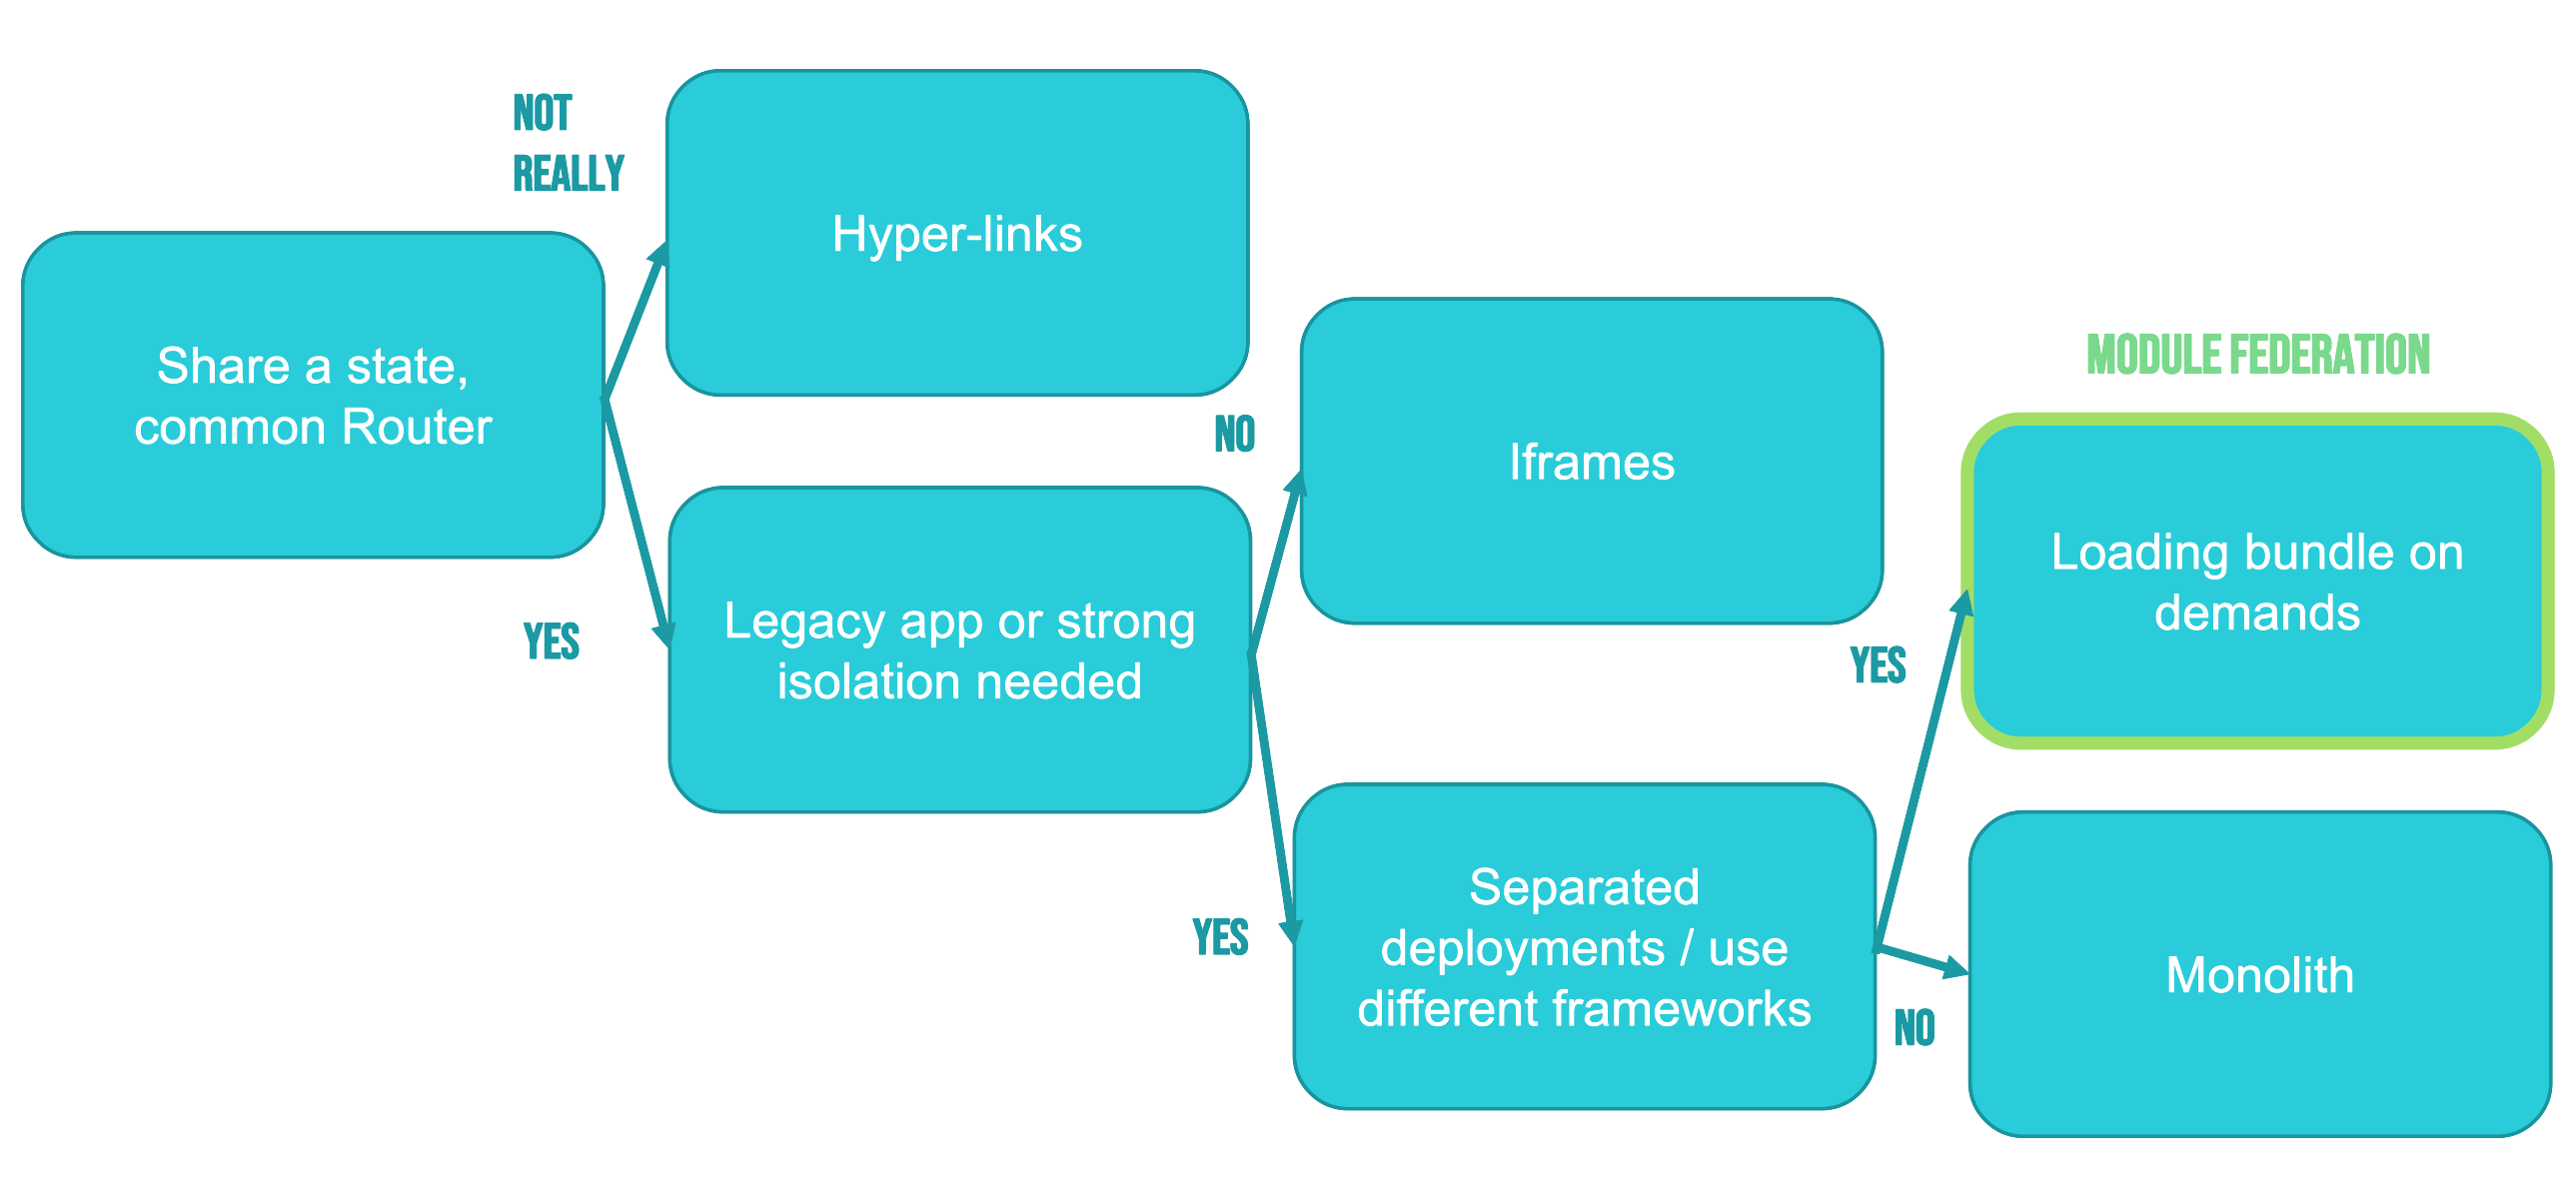 NOT
REALLY
Hyper-links
Share a state,
common Router
YES
NO
Iframes
Legacy app or strong
isolation needed
YES
Separated
deployments / use
different frameworks
YES
MODULE FEDERATION
Loading bundle on
demands
NO
Monolith